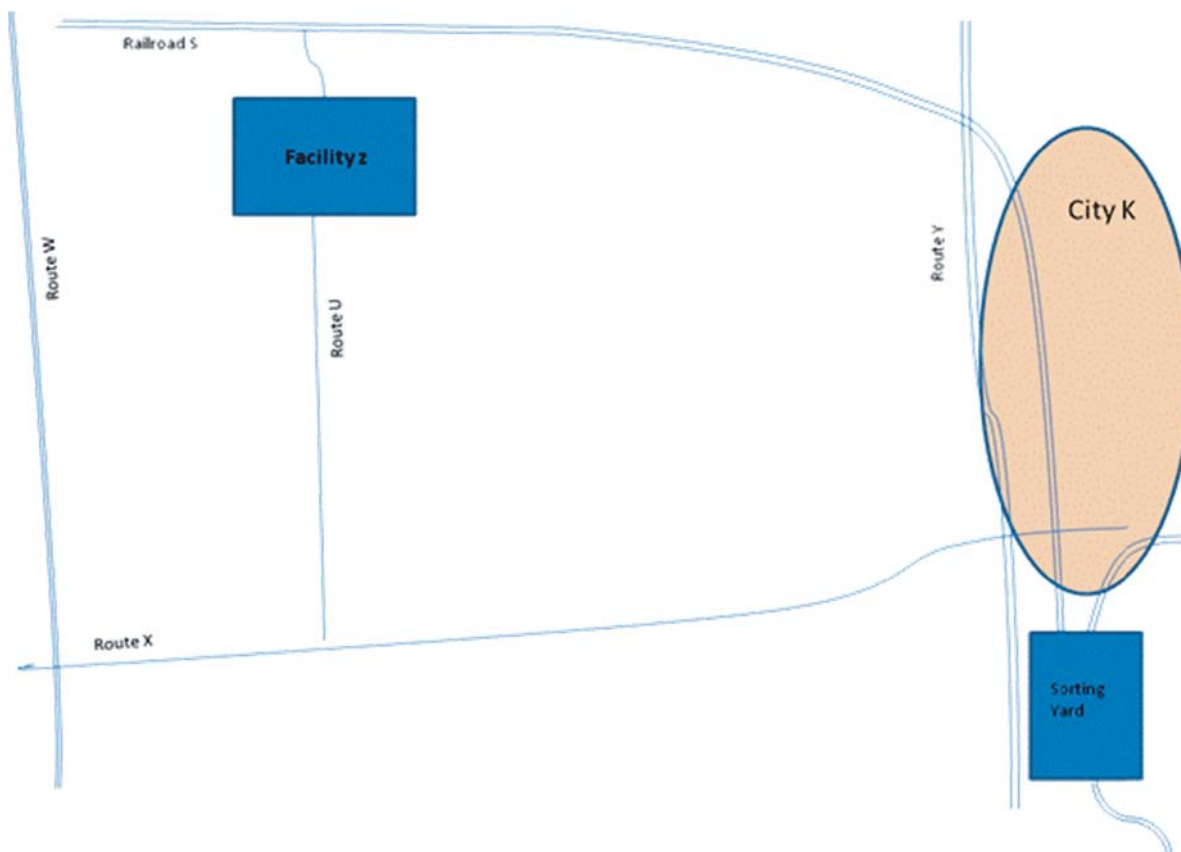 Railroad S
Facility z
City K
Route W
Route U
Route Y
Route X
Sorting
Yard